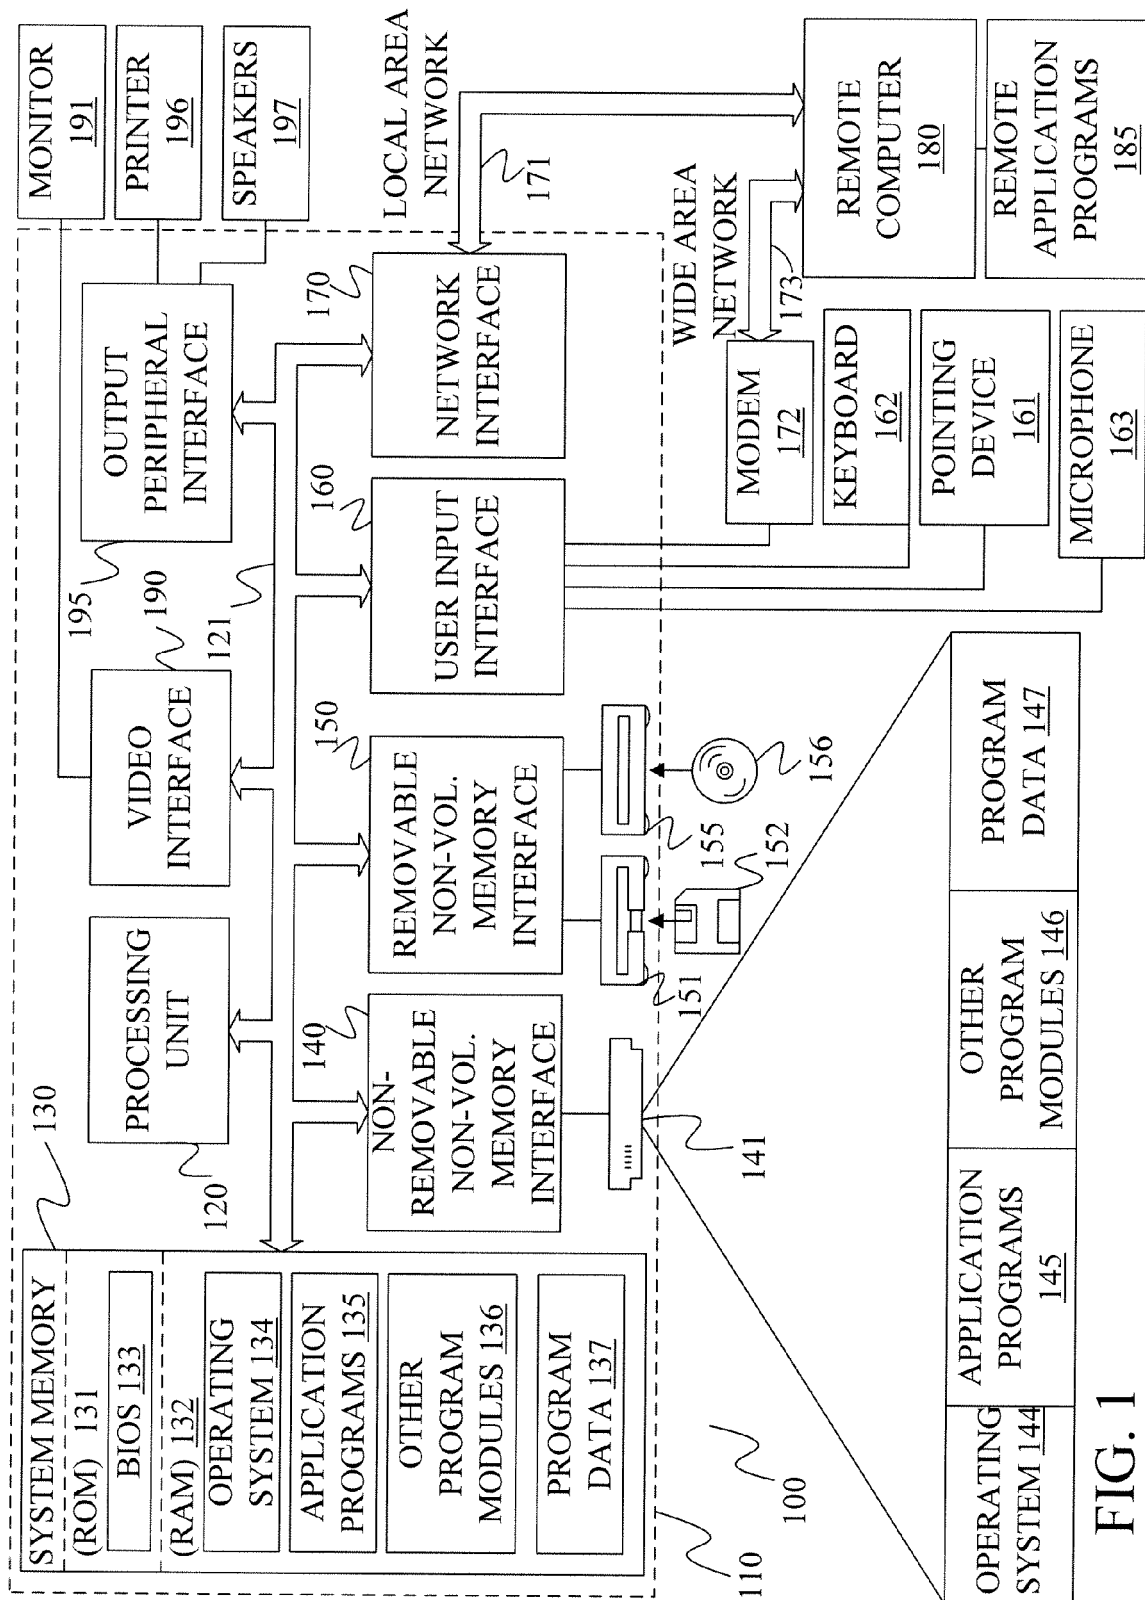 SYSTEM MEMORY
(ROM) 131
BIOS 133
(RAM) 132
OPERATING
SYSTEM 134
APPLICATION
PROGRAMS 135
OTHER
PROGRAM
MODULES 136
PROGRAM
DATA 137
130
PROCESSING
UNIT
120
VIDEO
INTERFACE
190
OUTPUT
PERIPHERAL
INTERFACE
195
121
MONITOR
191
PRINTER
196
SPEAKERS
197
NON-
REMOVABLE
NON-VOL.
MEMORY
INTERFACE
140
REMOVABLE
NON-VOL.
MEMORY
INTERFACE
150
USER INPUT
INTERFACE
160
NETWORK
INTERFACE
170
LOCAL AREA
NETWORK
171
141
151
152
155
156
WIDE AREA
NETWORK
173
MODEM
172
KEYBOARD
162
POINTING
DEVICE
161
MICROPHONE
163
REMOTE
COMPUTER
180
REMOTE
APPLICATION
PROGRAMS
185
110
100
OPERATING
SYSTEM 144
APPLICATION
PROGRAMS
145
OTHER
PROGRAM
MODULES 146
PROGRAM
DATA 147
FIG. 1